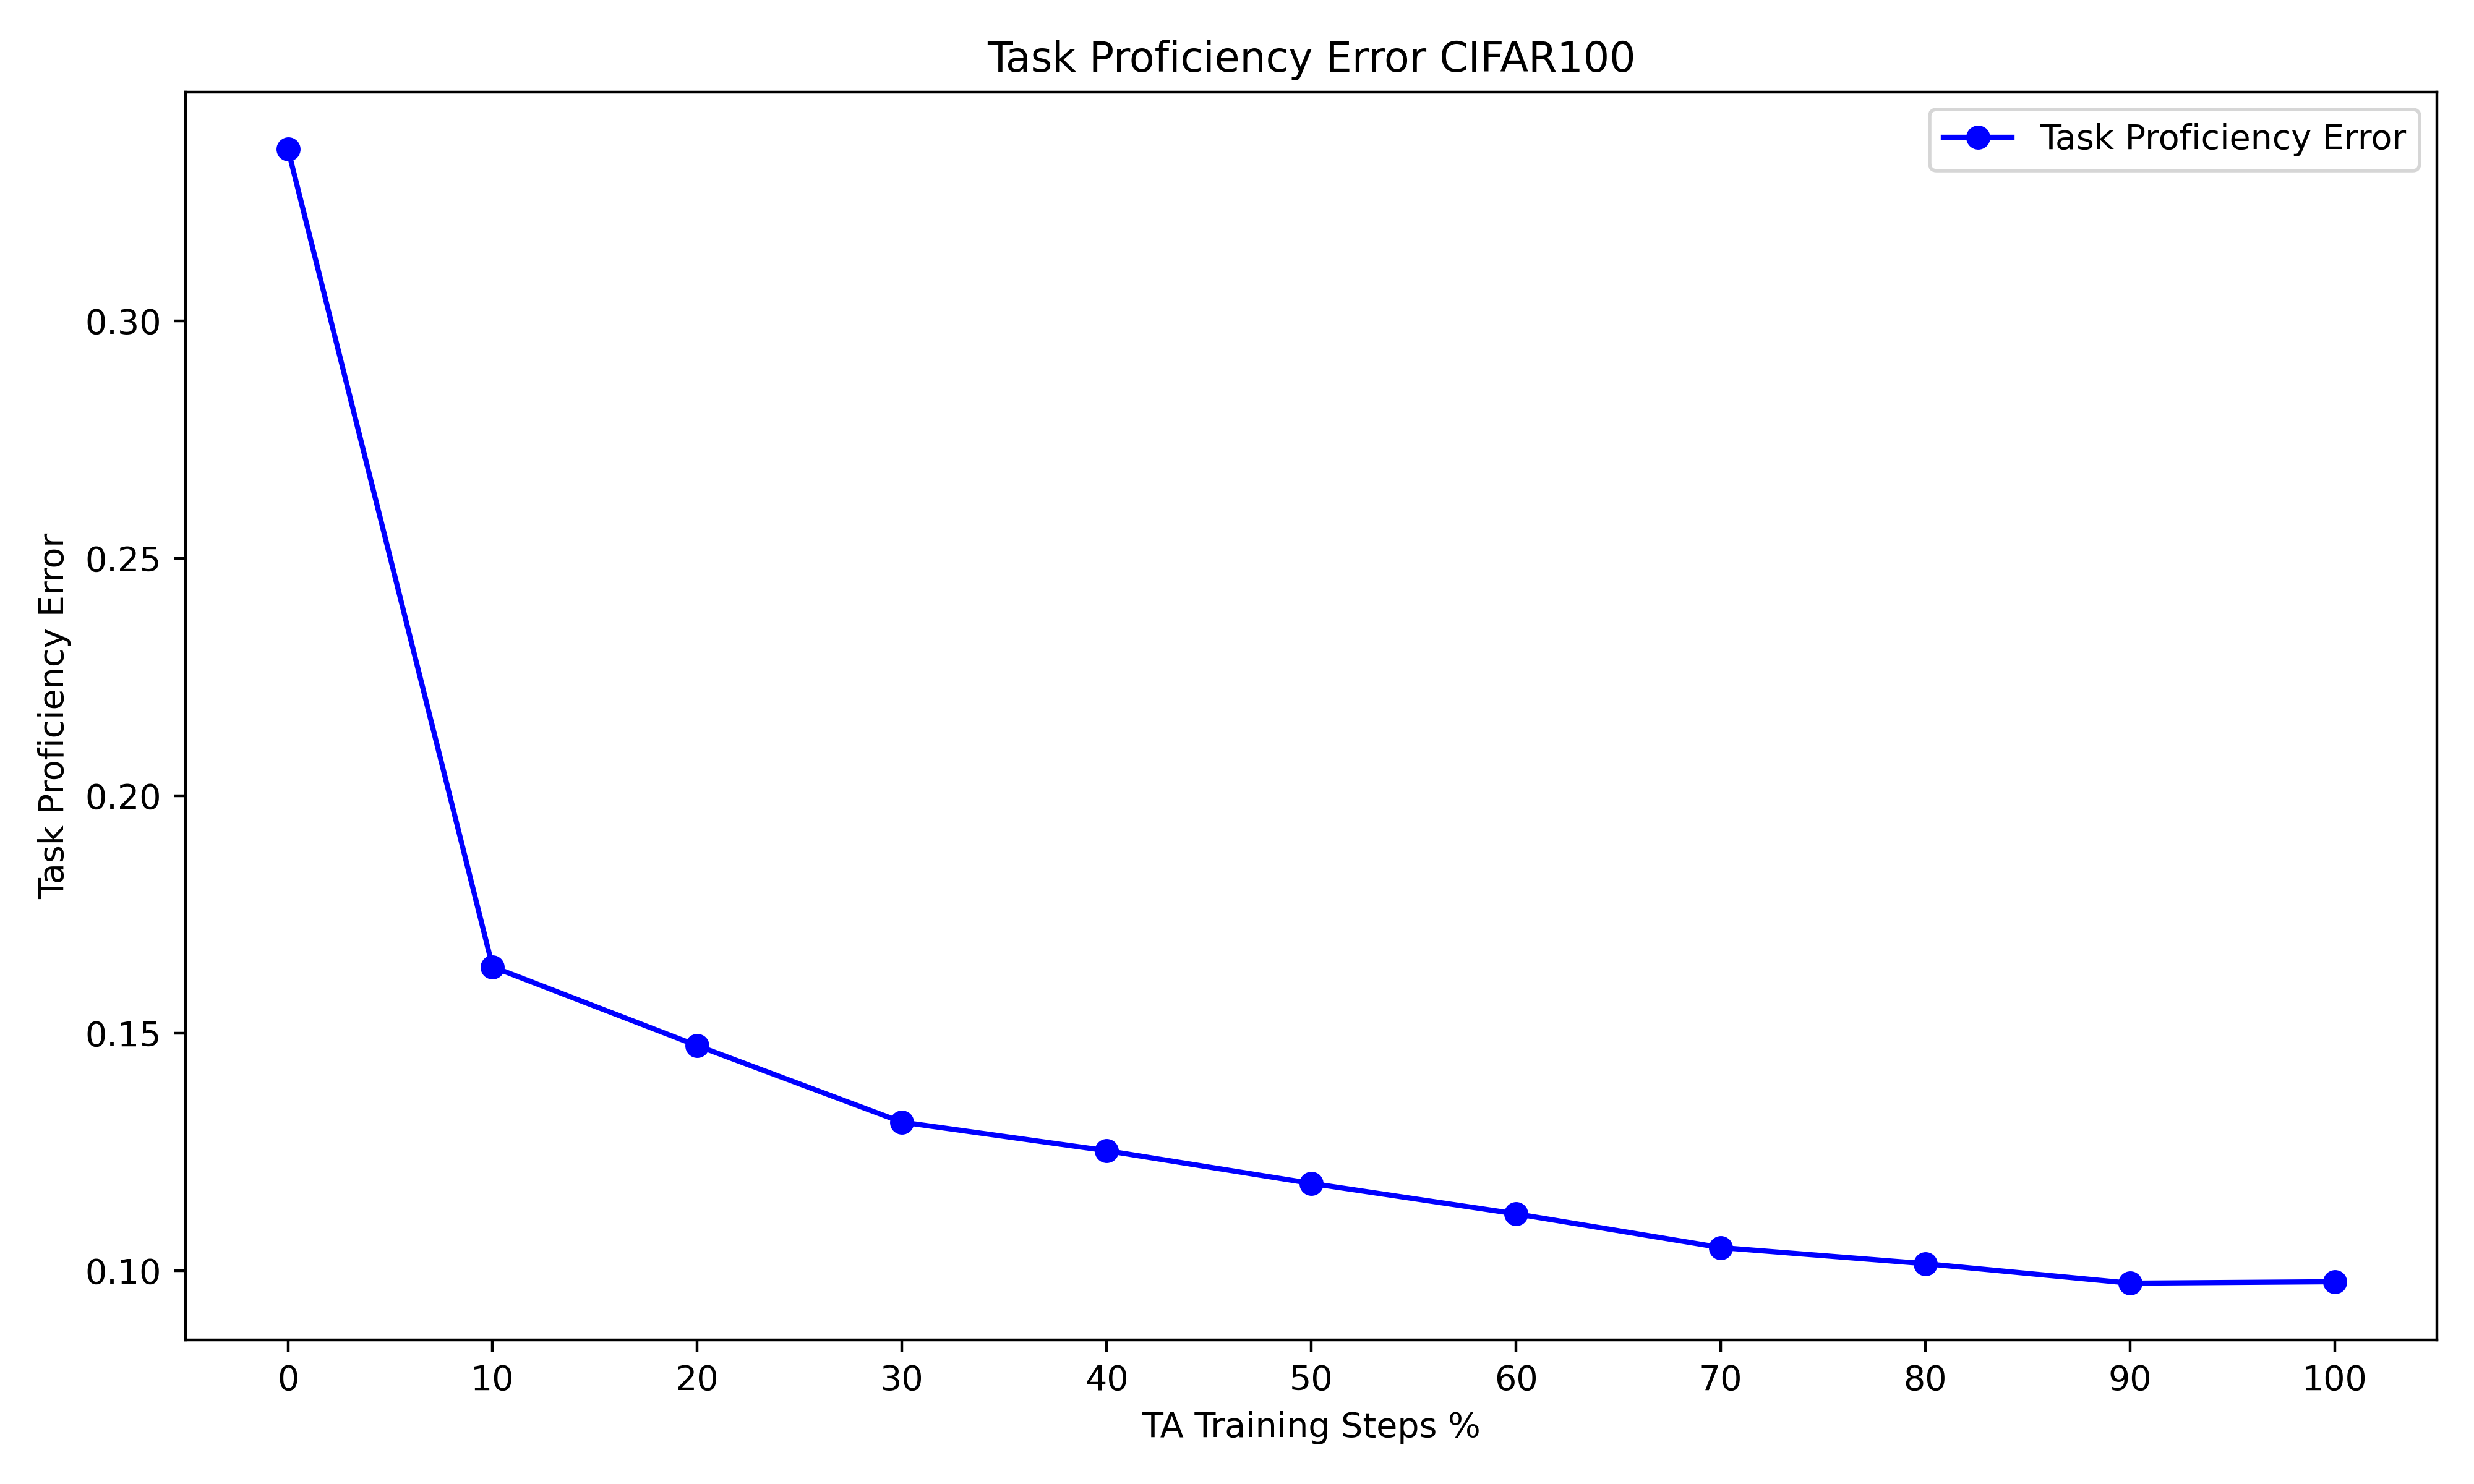 Task Proficiency Error CIFAR100
Task Proficiency Error
Task Proficiency Error
0.30
0.25
0.20
0.15
0.10
0 10 20 30 40 50 60 70 80 90 100
TA Training Steps %